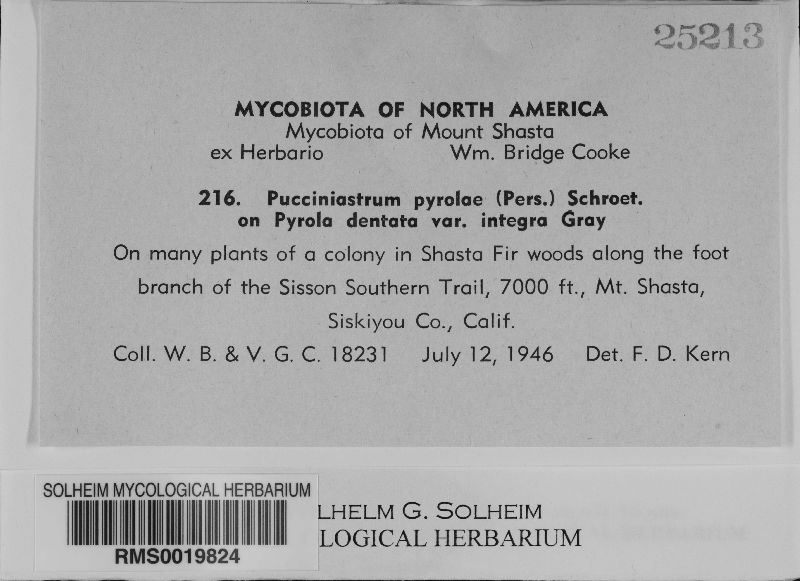 25213
MYCOBIOTA OF NORTH AMERICA
Mycobiota of Mount Shasta
ex Herbario Wm. Bridge Cooke
216. Pucciniastrum pyrolae (Pers.) Schroet.
on Pyrola dentata var. integra Gray
On many plants of a colony in Shasta Fir woods along the foot
branch of the Sisson Southern Trail, 7000 ft., Mt. Shasta,
Siskiyou Co., Calif.
Coll. W. B. & V. G. C. 18231 July 12, 1946 Det. F. D. Kern
SOLHEIM MYCOLOGICAL HERBARIUM
RMS0019824
LHELM G. SOLHEIM
LOGICAL HERBARIUM